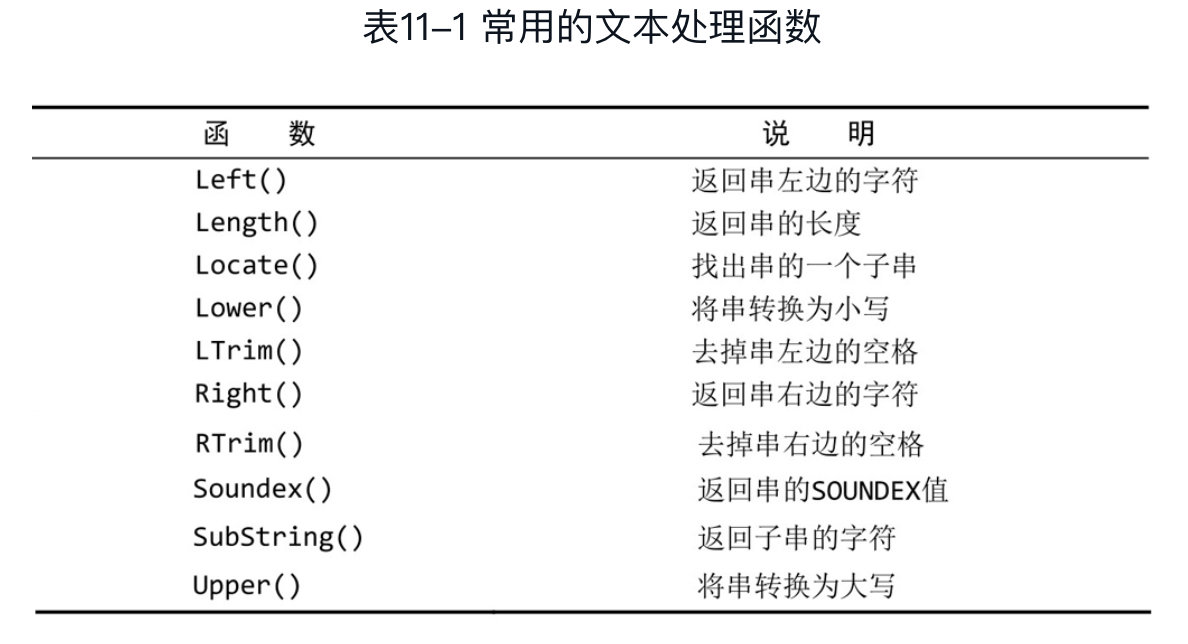 表11–1 常用的文本处理函数
函 数 说 明
Left() 返回串左边的字符
Length() 返回串的长度
Locate() 找出串的一个子串
Lower() 将串转换为小写
LTrim() 去掉串左边的空格
Right() 返回串右边的字符
RTrim() 去掉串右边的空格
Soundex() 返回串的SOUNDEX值
SubString() 返回子串的字符
Upper() 将串转换为大写